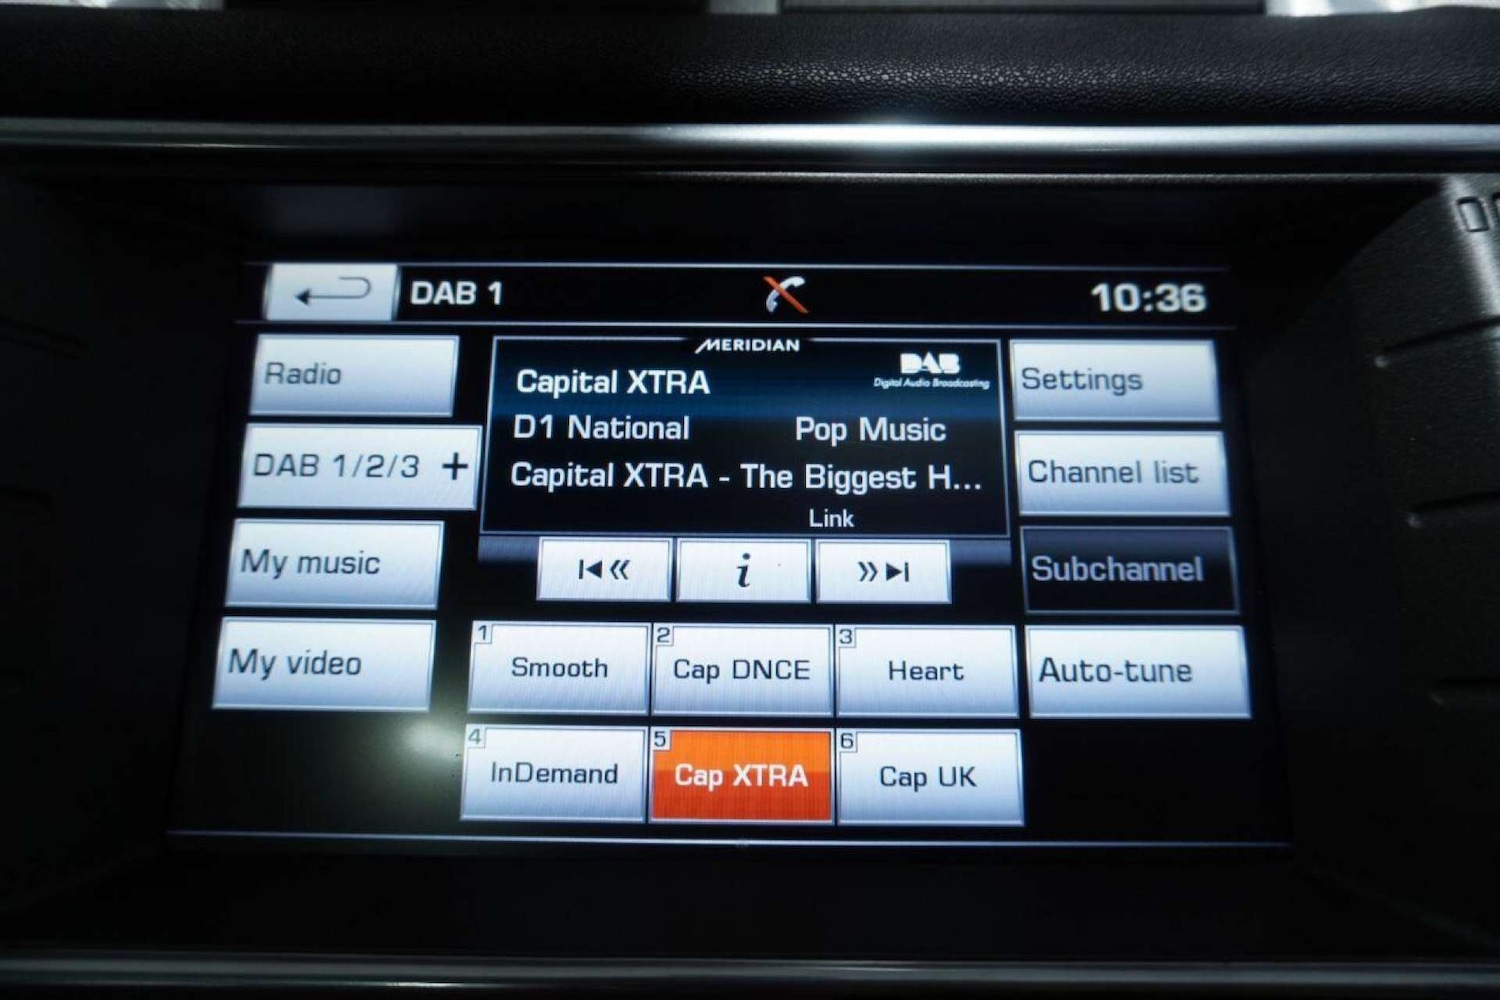 DAB 1
10:36
Radio
DAB 1/2/3 +
My music
My video
MERIDIAN
DAB
Digital Audio Broadcasting
Capital XTRA
D1 National Pop Music
Capital XTRA - The Biggest H...
Link
i
Settings
Channel list
Subchannel
Auto-tune
1 Smooth
2 Cap DNCE
3 Heart
4 InDemand
5 Cap XTRA
6 Cap UK